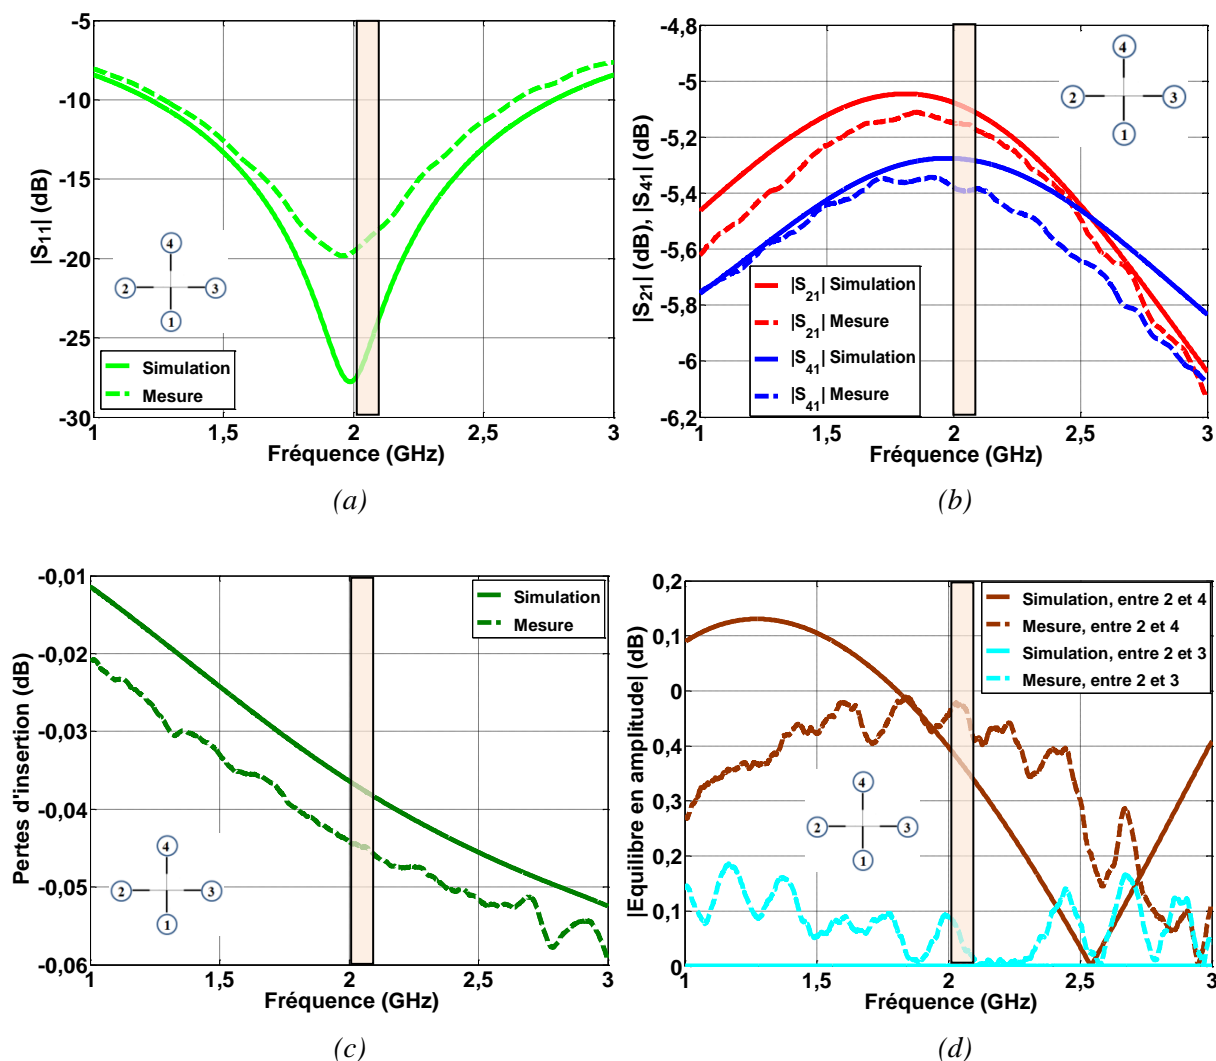 -5
-10
-15
-20
-25
-30
|S11| (dB)
4
2
3
1
Simulation
Mesure
1
1,5
2
2,5
3
Fréquence (GHz)
(a)
-4,8
-5
-5,2
-5,4
-5,6
-5,8
-6
-6,2
|S21| (dB), |S41| (dB)
4
2
3
1
|S21| Simulation
|S21| Mesure
|S41| Simulation
|S41| Mesure
1
1,5
2
2,5
3
Fréquence (GHz)
(b)
-0,01
-0,02
-0,03
-0,04
-0,05
-0,06
Pertes d'insertion (dB)
Simulation
Mesure
4
2
3
1
1
1,5
2
2,5
3
Fréquence (GHz)
(c)
0,2
0,1
0
0,4
0,3
0,2
0,1
0
|Equilibre en amplitude| (dB)
Simulation, entre 2 et 4
Mesure, entre 2 et 4
Simulation, entre 2 et 3
Mesure, entre 2 et 3
4
2
3
1
1
1,5
2
2,5
3
Fréquence (GHz)
(d)